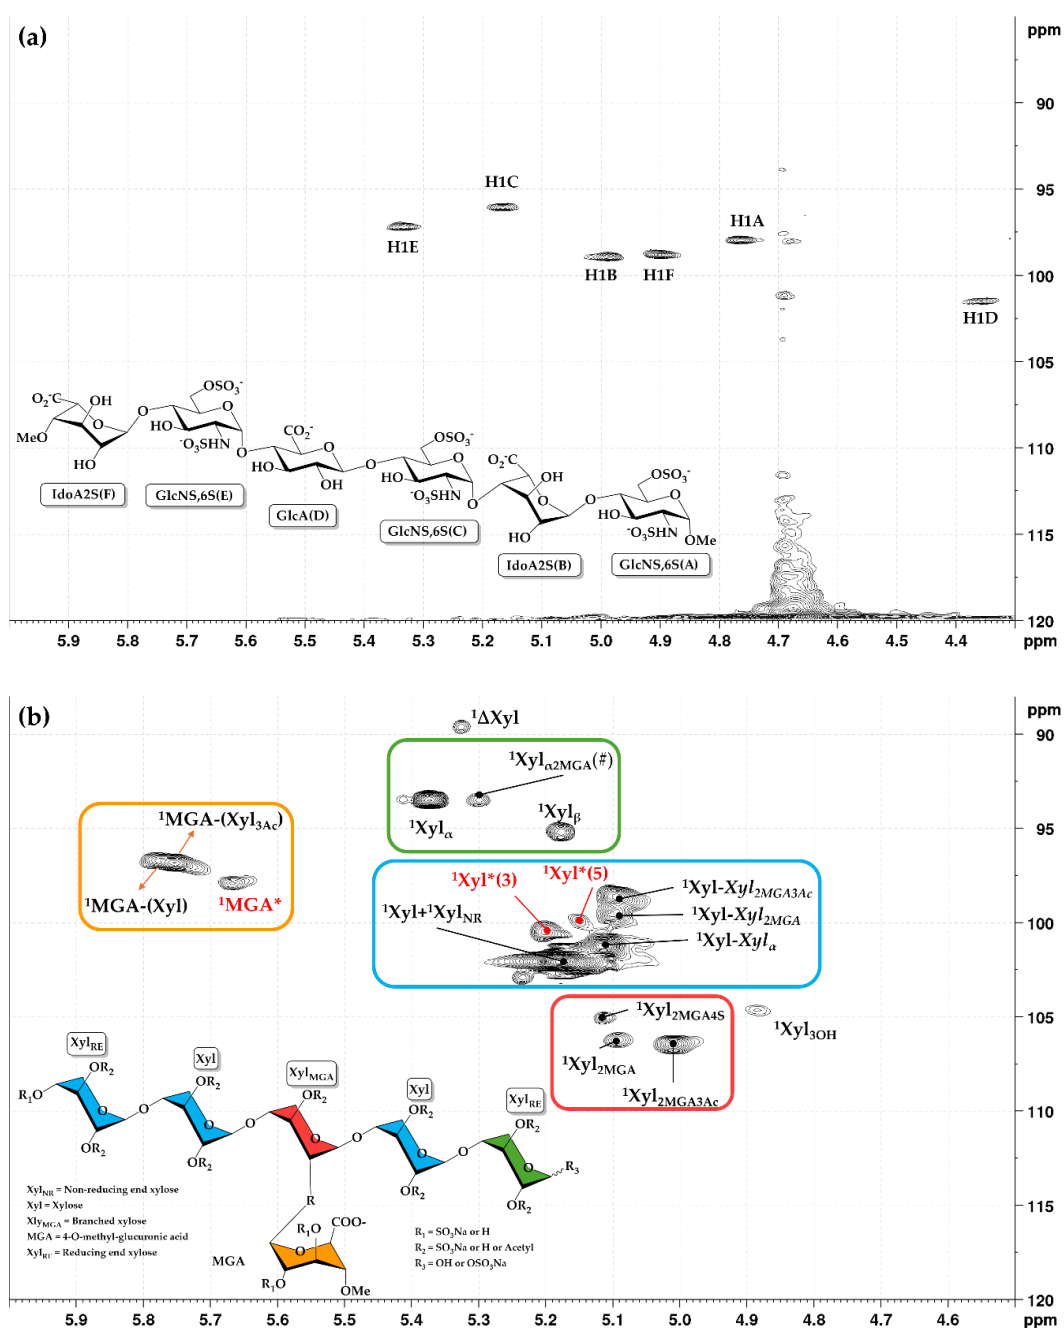 (a)
ppm
90
95
100
105
110
115
120
H1C
H1E
H1A
H1B
H1F
H1D
OSO₃⁻
CO₂⁻
OH
O
MeO
HO
HO
⁻O₃SHN
CO₂⁻
HO
OH
OSO₃⁻
HO
⁻O₃SHN
CO₂⁻
OH
HO
OSO₃⁻
HO
⁻O₃SHN
OMe
IdoA2S(F)
GlcNS,6S(E)
GlcA(D)
GlcNS,6S(C)
IdoA2S(B)
GlcNS,6S(A)
5.9 5.8 5.7 5.6 5.5 5.4 5.3 5.2 5.1 5.0 4.9 4.8 4.7 4.6 4.5 4.4 ppm
(b)
ppm
90
95
100
105
110
115
120
¹ΔXyl
¹Xylα2MGA(#)
¹Xylα
¹Xylβ
¹MGA-(Xyl3Ac)
¹MGA-(Xyl)
¹MGA*
¹Xyl*(3)
¹Xyl*(5)
¹Xyl+¹XylNR
¹Xyl-Xyl2MGA3Ac
¹Xyl-Xyl2MGA
¹Xyl-Xylα
¹Xyl2MGA4S
¹Xyl2MGA
¹Xyl2MGA3Ac
¹Xyl3OH
XylRE
Xyl
XylMGA
Xyl
XylRE
R₁O
OR₂
OR₂
OR₂
OR₂
OR₂
OR₂
OR₂
OR₂
OR₂
R₃
R
O
R₁O
COO-
R₁O
OMe
MGA
XylNR = Non-reducing end xylose
Xyl = Xylose
XlyMGA = Branched xylose
MGA = 4-O-methyl-glucuronic acid
XylRE = Reducing end xylose
R₁ = SO₃Na or H
R₂ = SO₃Na or H or Acetyl
R₃ = OH or OSO₃Na
5.9 5.8 5.7 5.6 5.5 5.4 5.3 5.2 5.1 5.0 4.9 4.8 4.7 4.6 ppm